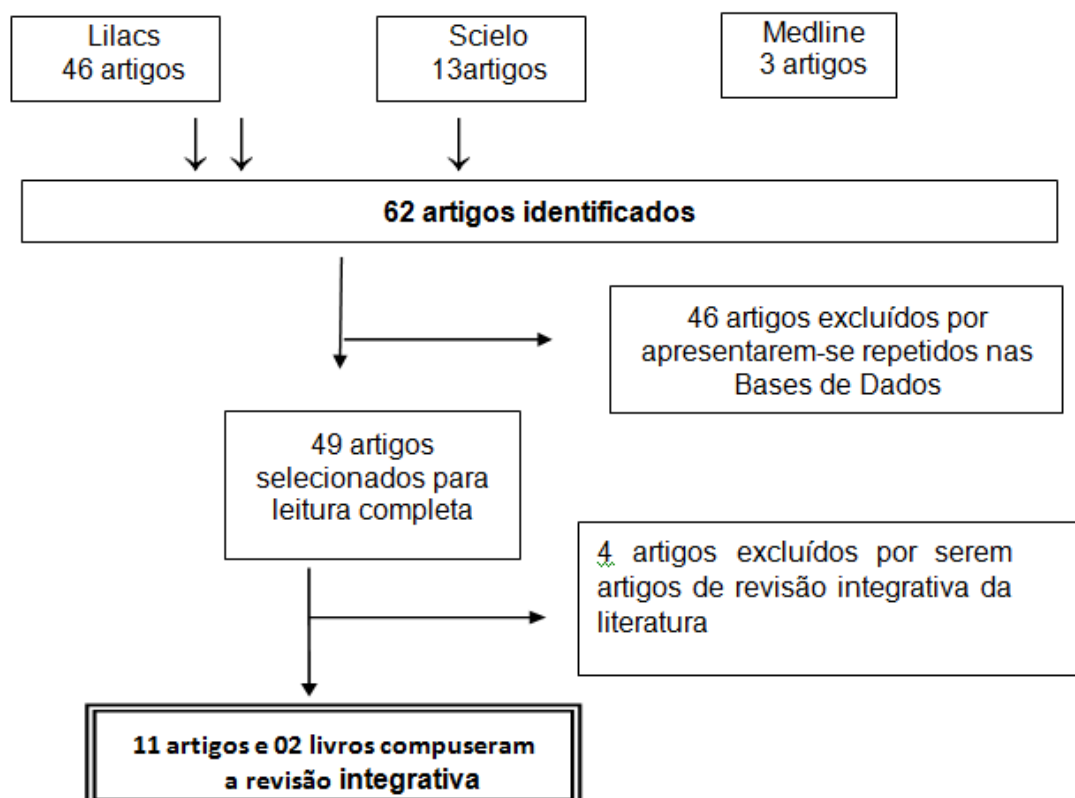 Lilacs
46 artigos
Scielo
13artigos
Medline
3 artigos
62 artigos identificados
46 artigos excluídos por
apresentarem-se repetidos nas
Bases de Dados
49 artigos
selecionados para
leitura completa
4 artigos excluídos por serem
artigos de revisão integrativa da
literatura
11 artigos e 02 livros compuseram
a revisão integrativa